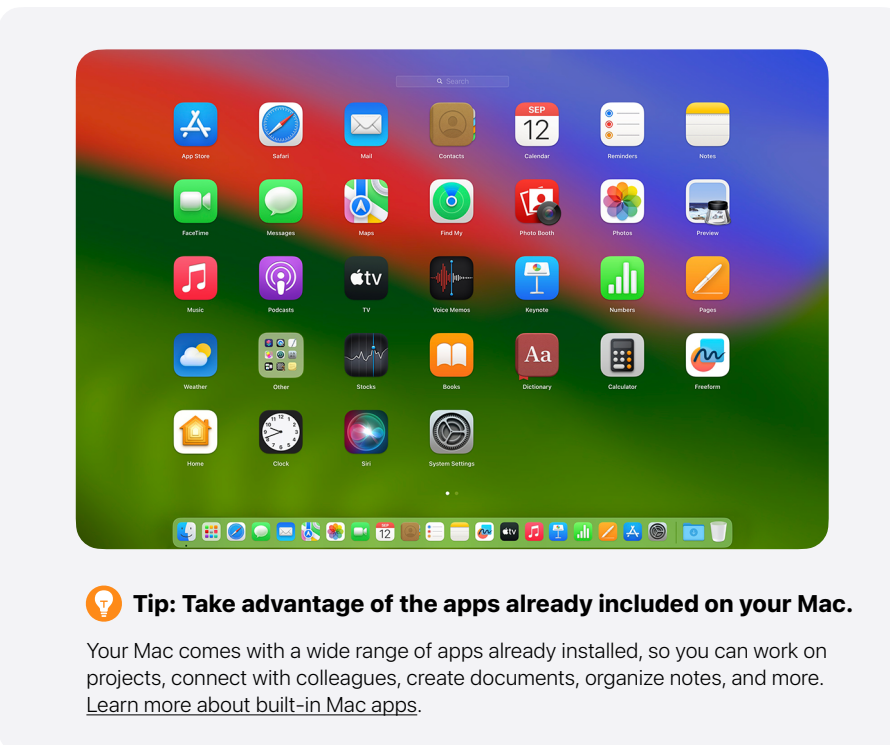 Search
App Store Safari Mail Contacts SEP 12 Calendar Reminders Notes
FaceTime Messages Maps Find My Photo Booth Photos Preview
Music Podcasts tv TV Voice Memos Keynote Numbers Pages
Weather Other Stocks Books Aa Dictionary Calculator Freeform
Home Clock Siri System Settings
SEP 12 tv
Tip: Take advantage of the apps already included on your Mac.
Your Mac comes with a wide range of apps already installed, so you can work on
projects, connect with colleagues, create documents, organize notes, and more.
Learn more about built-in Mac apps.